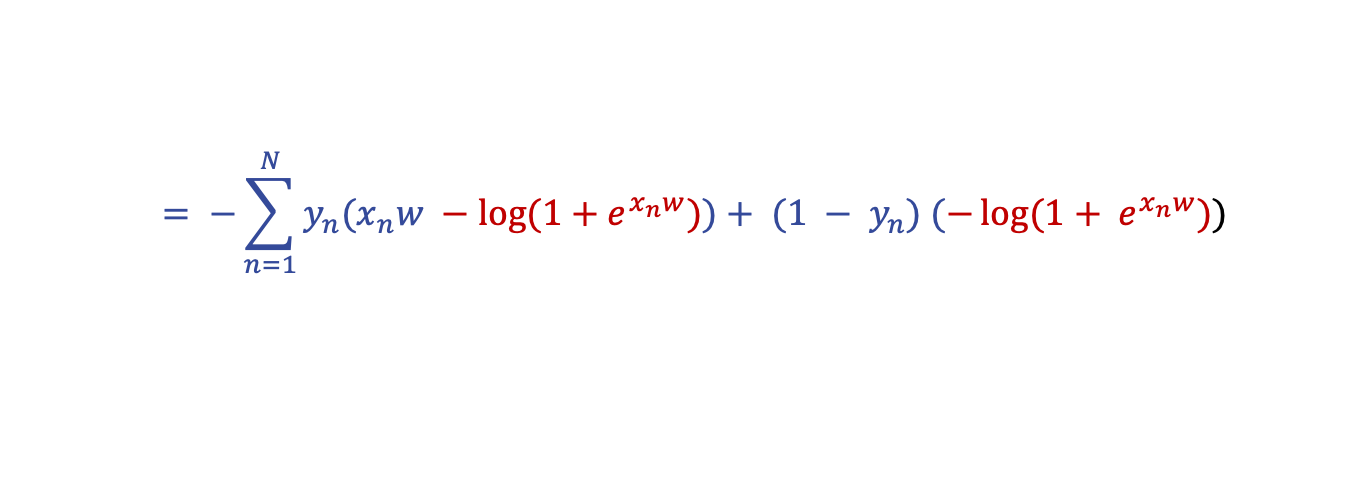 = − ∑_{n=1}^{N} y_n(x_n w − log(1 + e^{x_n w})) + (1 − y_n) (− log(1 + e^{x_n w}))